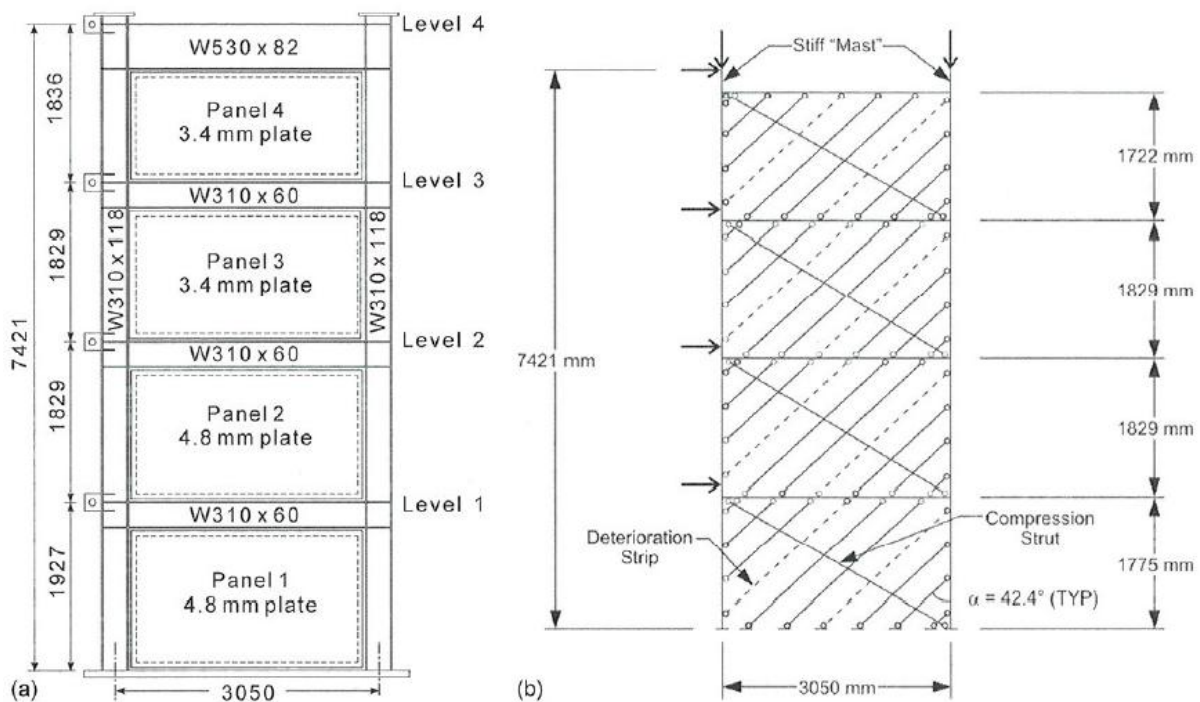 Level 4
W530 x 82
1836
Panel 4
3.4 mm plate
Level 3
W310 x 60
W310 x 118
W310 x 118
1829
Panel 3
3.4 mm plate
7421
Level 2
W310 x 60
1829
Panel 2
4.8 mm plate
Level 1
W310 x 60
1927
Panel 1
4.8 mm plate
(a)
3050
Stiff "Mast"
1722 mm
1829 mm
7421 mm
1829 mm
Deterioration
Strip
Compression
Strut
1775 mm
α = 42.4° (TYP)
(b)
3050 mm